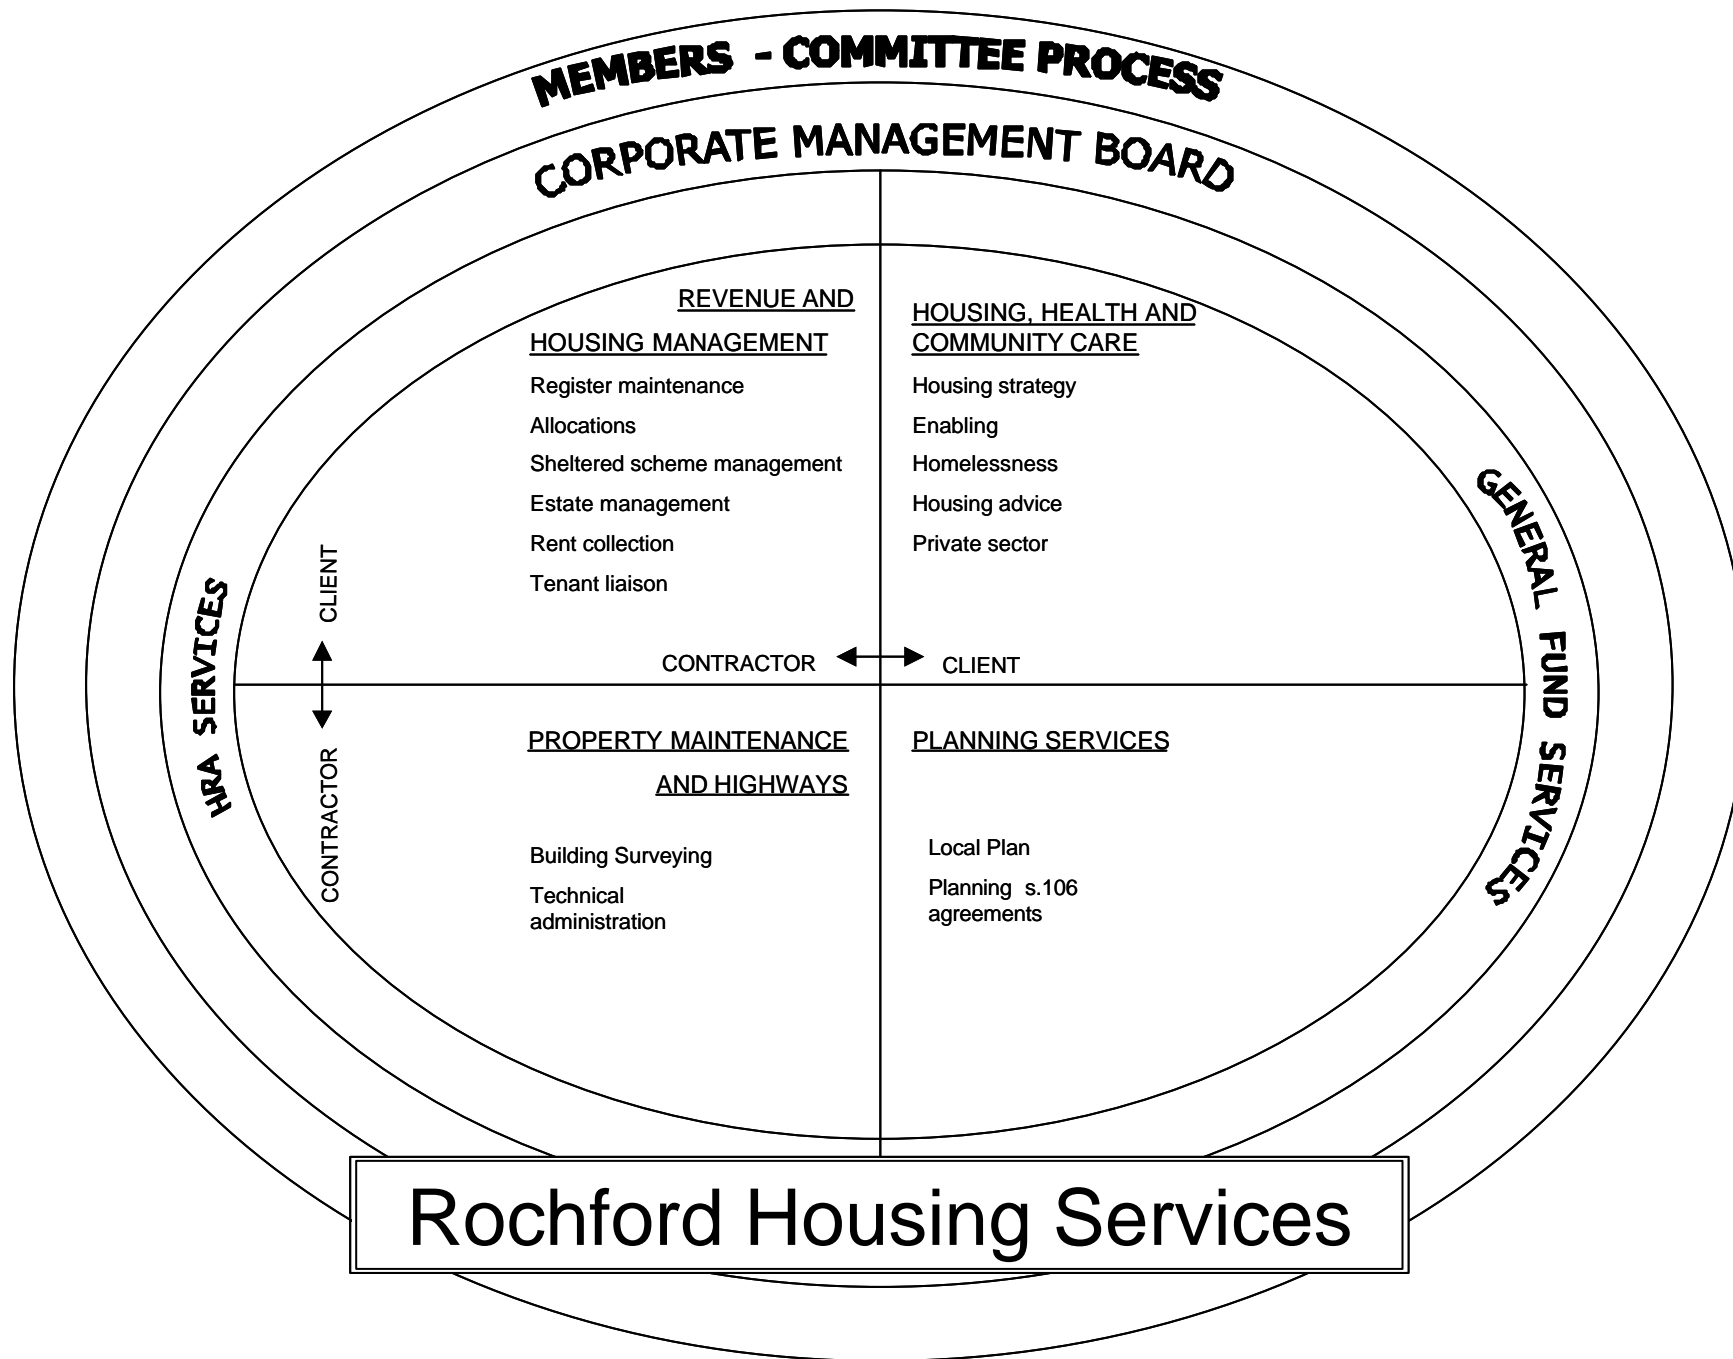 MEMBERS - COMMITTEE PROCESS
CORPORATE MANAGEMENT BOARD
HRA SERVICES
GENERAL FUND SERVICES
REVENUE AND
HOUSING MANAGEMENT
Register maintenance
Allocations
Sheltered scheme management
Estate management
Rent collection
Tenant liaison
HOUSING, HEALTH AND
COMMUNITY CARE
Housing strategy
Enabling
Homelessness
Housing advice
Private sector
CLIENT
CONTRACTOR
CONTRACTOR
CLIENT
PROPERTY MAINTENANCE
AND HIGHWAYS
Building Surveying
Technical
administration
PLANNING SERVICES
Local Plan
Planning s.106
agreements
Rochford Housing Services